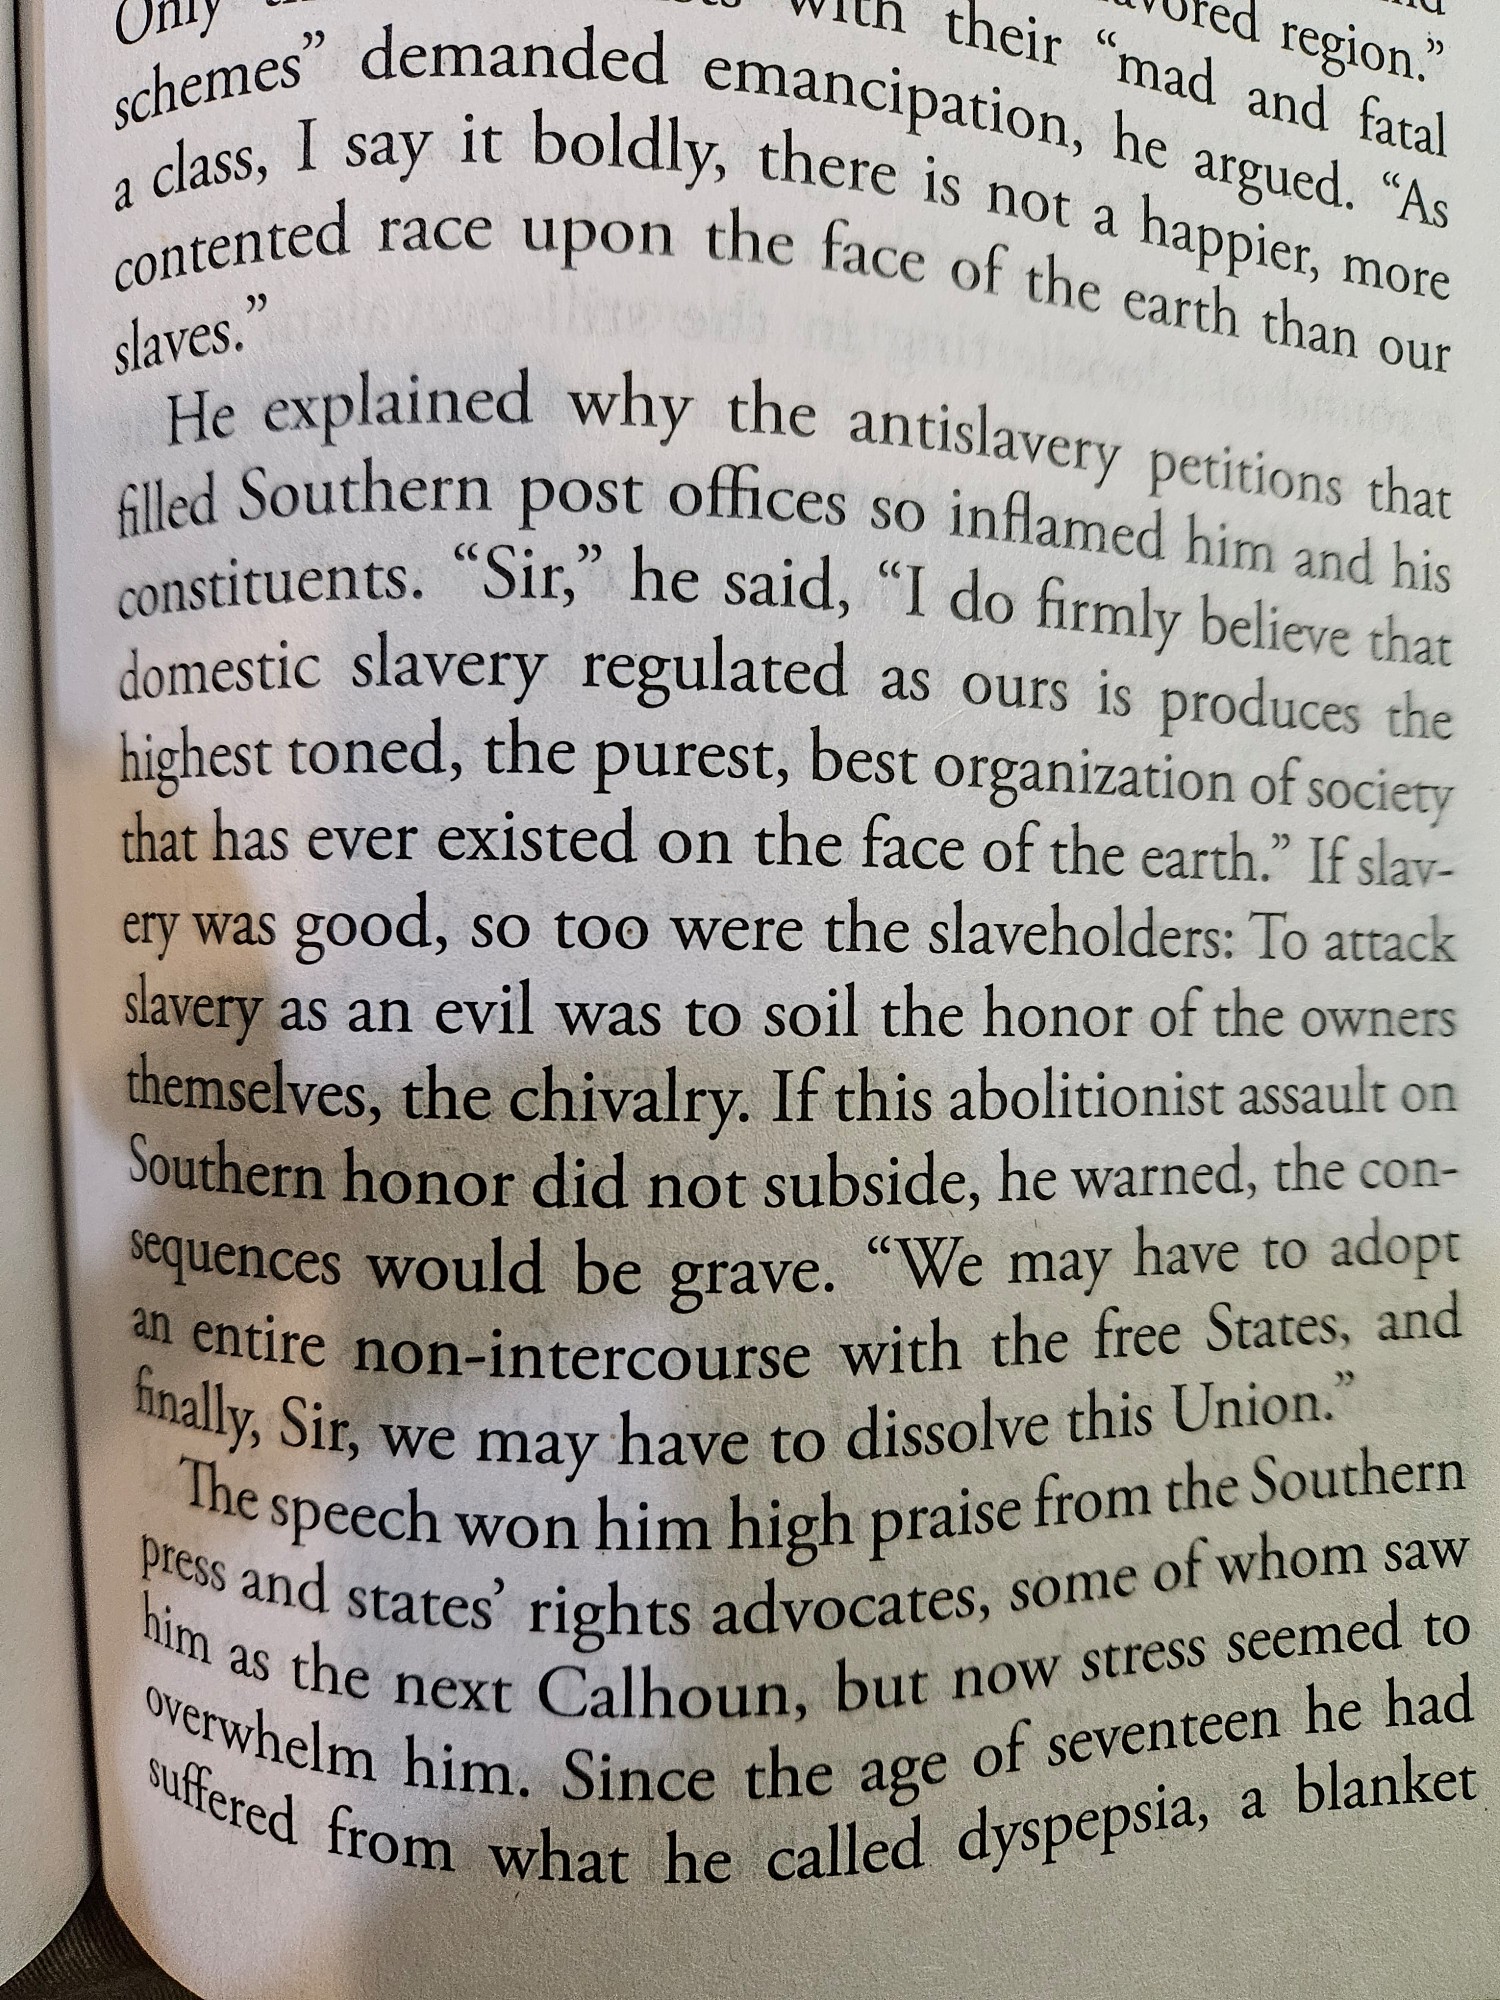 Only with their “mad and fatal region.”
schemes” demanded emancipation, he argued. “As
a class, I say it boldly, there is not a happier, more
contented race upon the face of the earth than our
slaves.”
He explained why the antislavery petitions that
filled Southern post offices so inflamed him and his
constituents. “Sir,” he said, “I do firmly believe that
domestic slavery regulated as ours is produces the
highest toned, the purest, best organization of society
that has ever existed on the face of the earth.” If slav-
ery was good, so too were the slaveholders: To attack
slavery as an evil was to soil the honor of the owners
themselves, the chivalry. If this abolitionist assault on
Southern honor did not subside, he warned, the con-
sequences would be grave. “We may have to adopt
an entire non-intercourse with the free States, and
finally, Sir, we may have to dissolve this Union.”
The speech won him high praise from the Southern
press and states’ rights advocates, some of whom saw
him as the next Calhoun, but now stress seemed to
overwhelm him. Since the age of seventeen he had
suffered from what he called dyspepsia, a blanket